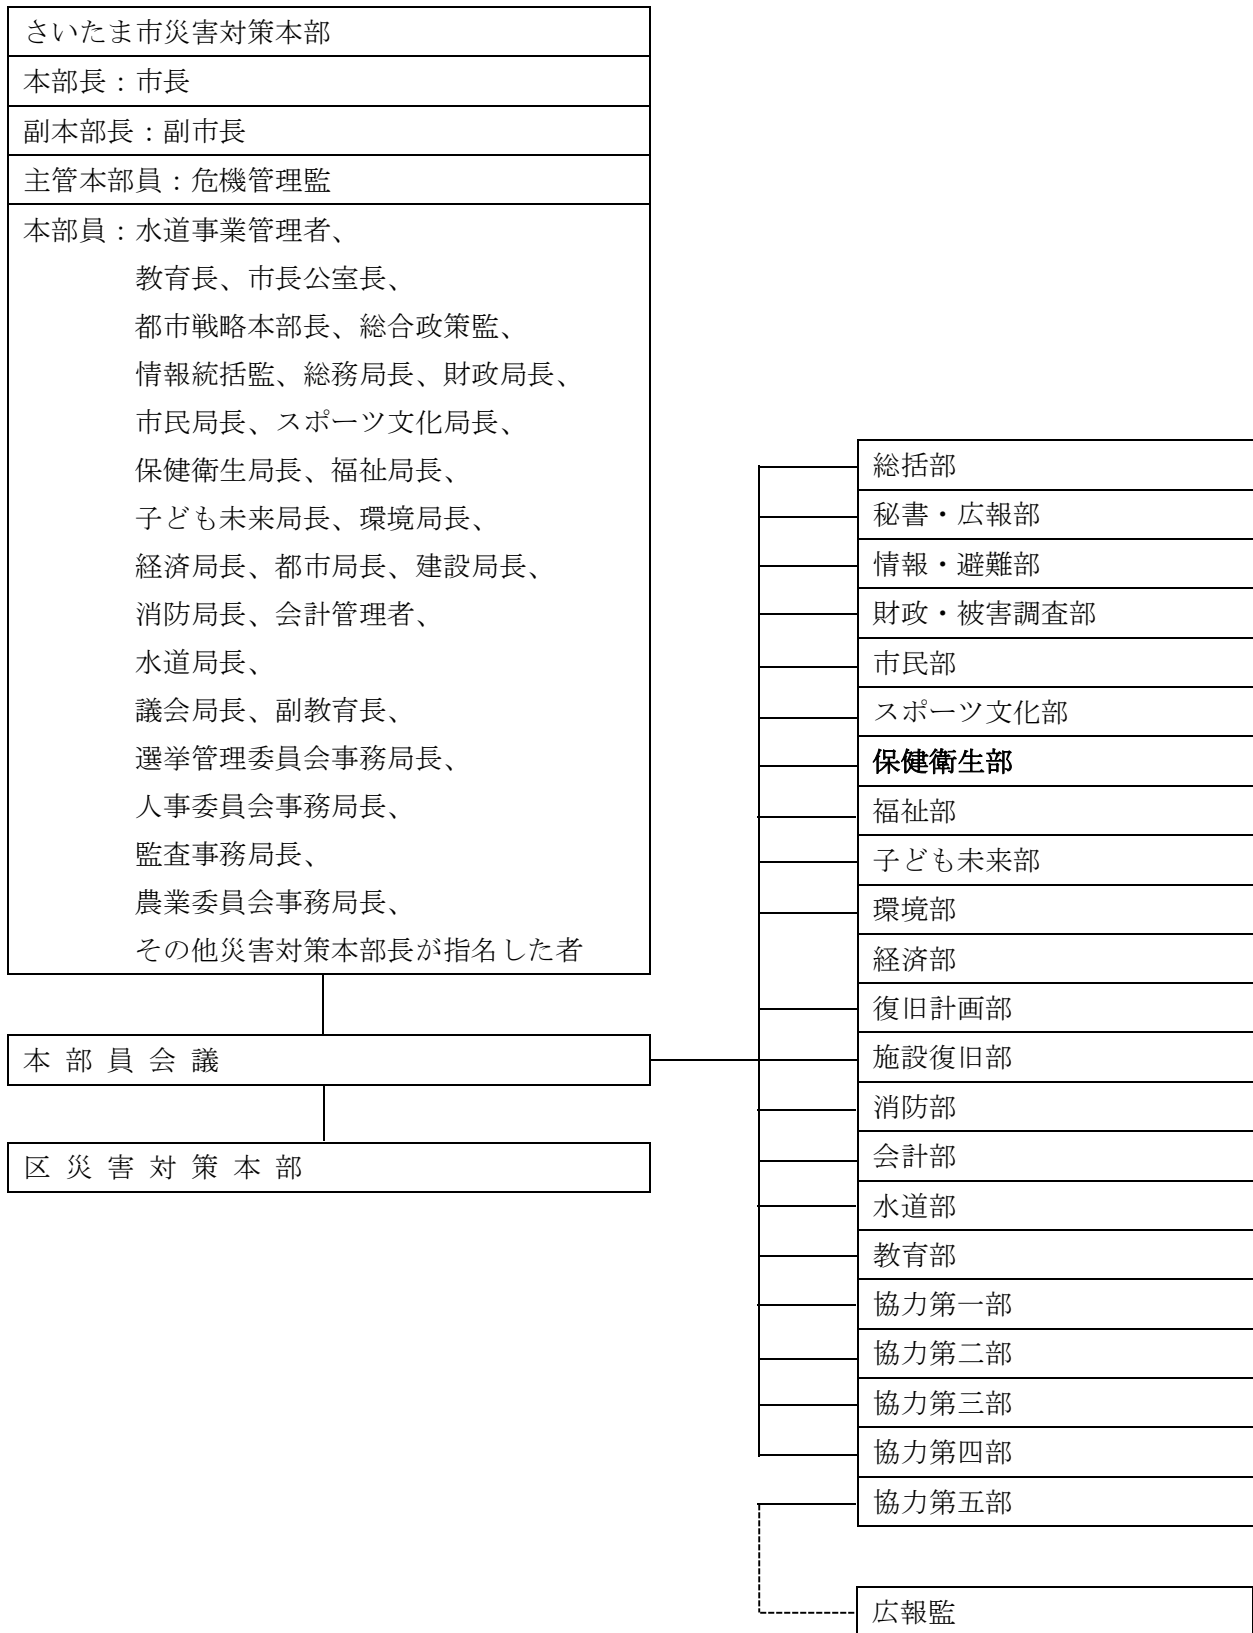 さいたま市災害対策本部
本部長：市長
副本部長：副市長
主管本部員：危機管理監
本部員：水道事業管理者、
教育長、市長公室長、
都市戦略本部長、総合政策監、
情報統括監、総務局長、財政局長、
市民局長、スポーツ文化局長、
保健衛生局長、福祉局長、
子ども未来局長、環境局長、
経済局長、都市局長、建設局長、
消防局長、会計管理者、
水道局長、
議会局長、副教育長、
選挙管理委員会事務局長、
人事委員会事務局長、
監査事務局長、
農業委員会事務局長、
その他災害対策本部長が指名した者
本部員会議
区災害対策本部
総括部
秘書・広報部
情報・避難部
財政・被害調査部
市民部
スポーツ文化部
保健衛生部
福祉部
子ども未来部
環境部
経済部
復旧計画部
施設復旧部
消防部
会計部
水道部
教育部
協力第一部
協力第二部
協力第三部
協力第四部
協力第五部
広報監